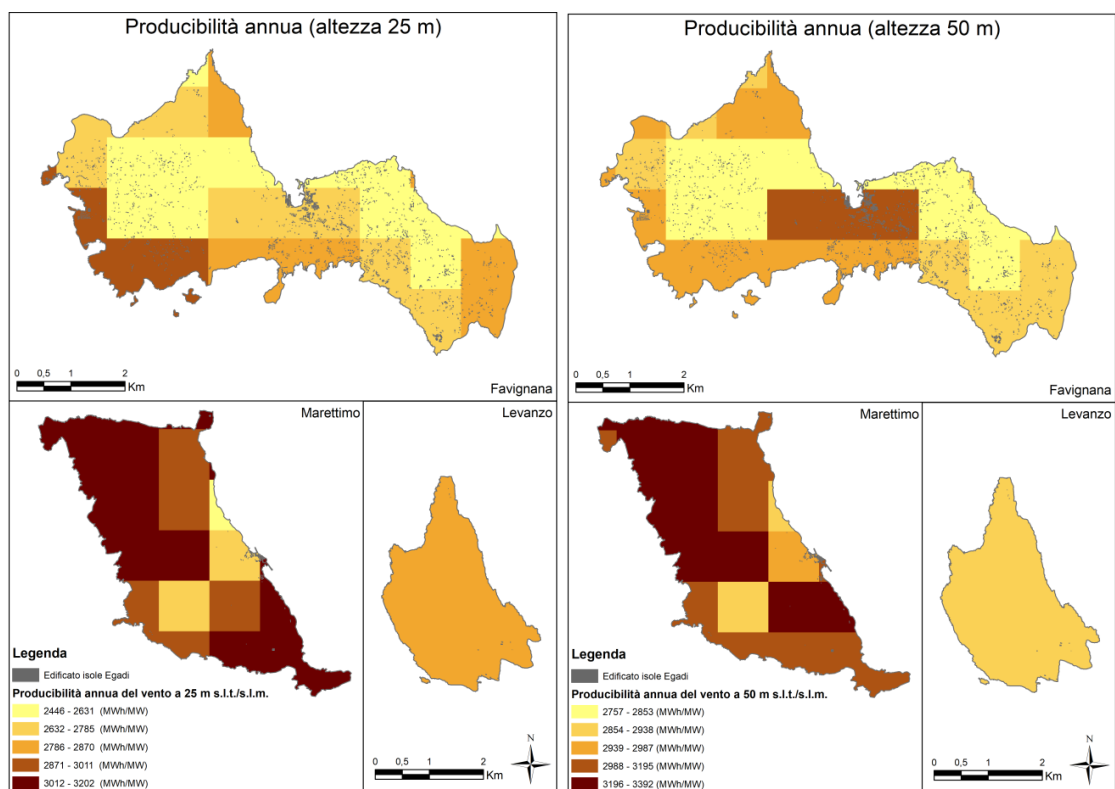 Producibilità annua (altezza 25 m)
0 0,5 1 2
Km
Favignana
Marettimo
Levanzo
Legenda
Edificato isole Egadi
Producibilità annua del vento a 25 m s.l.t./s.l.m.
2446 - 2631 (MWh/MW)
2632 - 2785 (MWh/MW)
2786 - 2870 (MWh/MW)
2871 - 3011 (MWh/MW)
3012 - 3202 (MWh/MW)
N
0 0,5 1 2
Km
Producibilità annua (altezza 50 m)
0 0,5 1 2
Km
Favignana
Marettimo
Levanzo
Legenda
Edificato isole Egadi
Producibilità annua del vento a 50 m s.l.t./s.l.m.
2757 - 2853 (MWh/MW)
2854 - 2938 (MWh/MW)
2939 - 2987 (MWh/MW)
2988 - 3195 (MWh/MW)
3196 - 3392 (MWh/MW)
N
0 0,5 1 2
Km